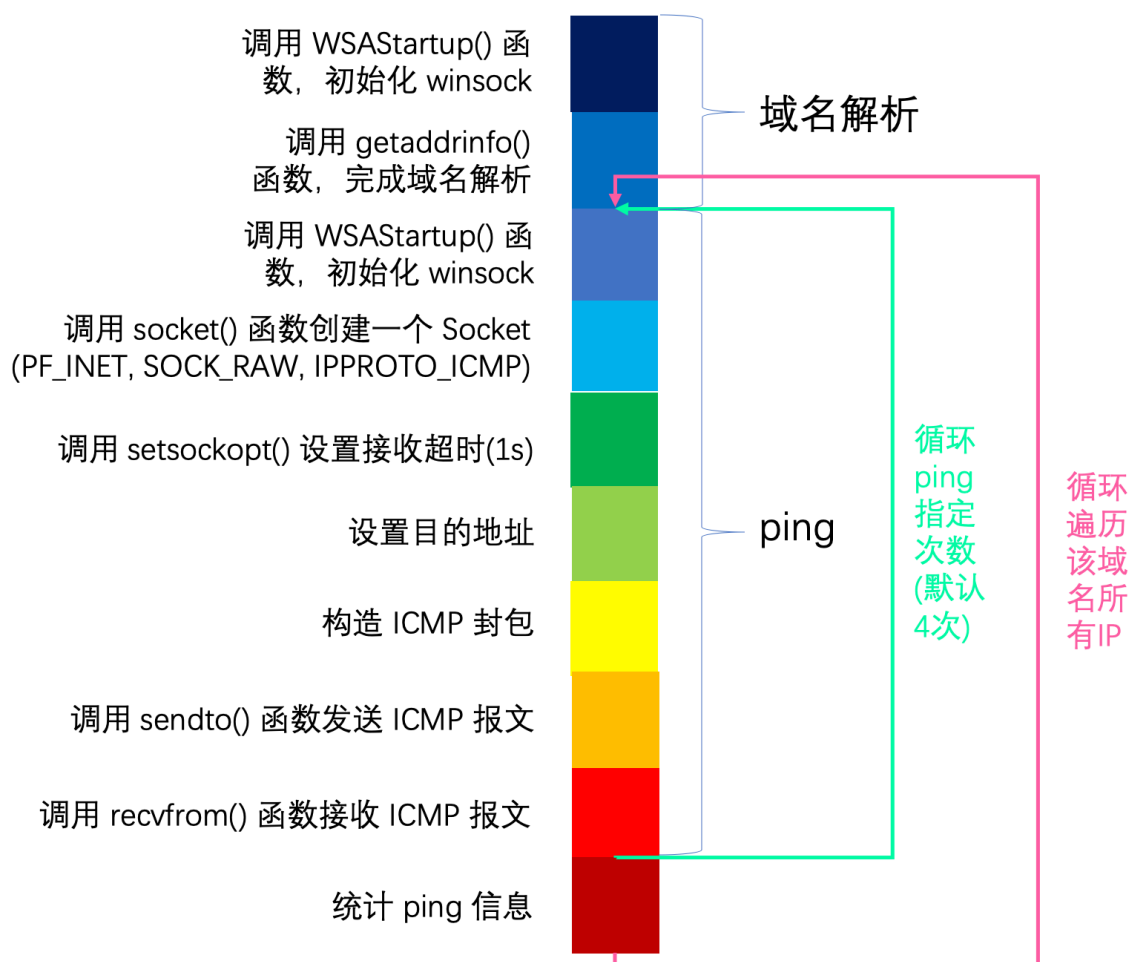 调用 WSAStartup() 函
数，初始化 winsock
调用 getaddrinfo()
函数，完成域名解析
调用 WSAStartup() 函
数，初始化 winsock
调用 socket() 函数创建一个 Socket
(PF_INET, SOCK_RAW, IPPROTO_ICMP)
调用 setsockopt() 设置接收超时(1s)
设置目的地址
构造 ICMP 封包
调用 sendto() 函数发送 ICMP 报文
调用 recvfrom() 函数接收 ICMP 报文
统计 ping 信息
域名解析
ping
循环
ping
指定
次数
(默认
4次)
循环
遍历
该域
名所
有IP